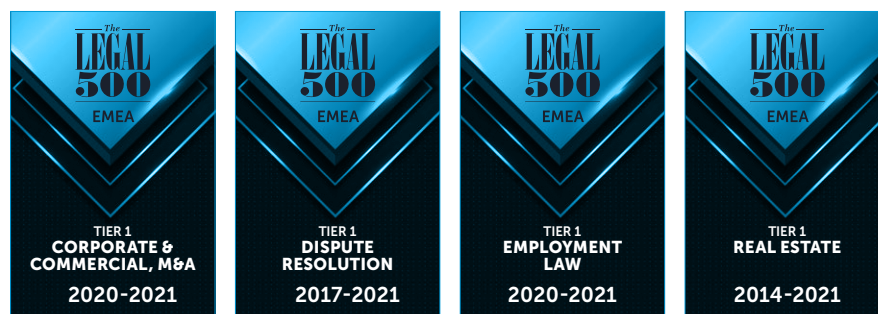 The
LEGAL
500
EMEA
TIER 1
CORPORATE &
COMMERCIAL, M&A
2020-2021
The
LEGAL
500
EMEA
TIER 1
DISPUTE
RESOLUTION
2017-2021
The
LEGAL
500
EMEA
TIER 1
EMPLOYMENT
LAW
2020-2021
The
LEGAL
500
EMEA
TIER 1
REAL ESTATE
2014-2021